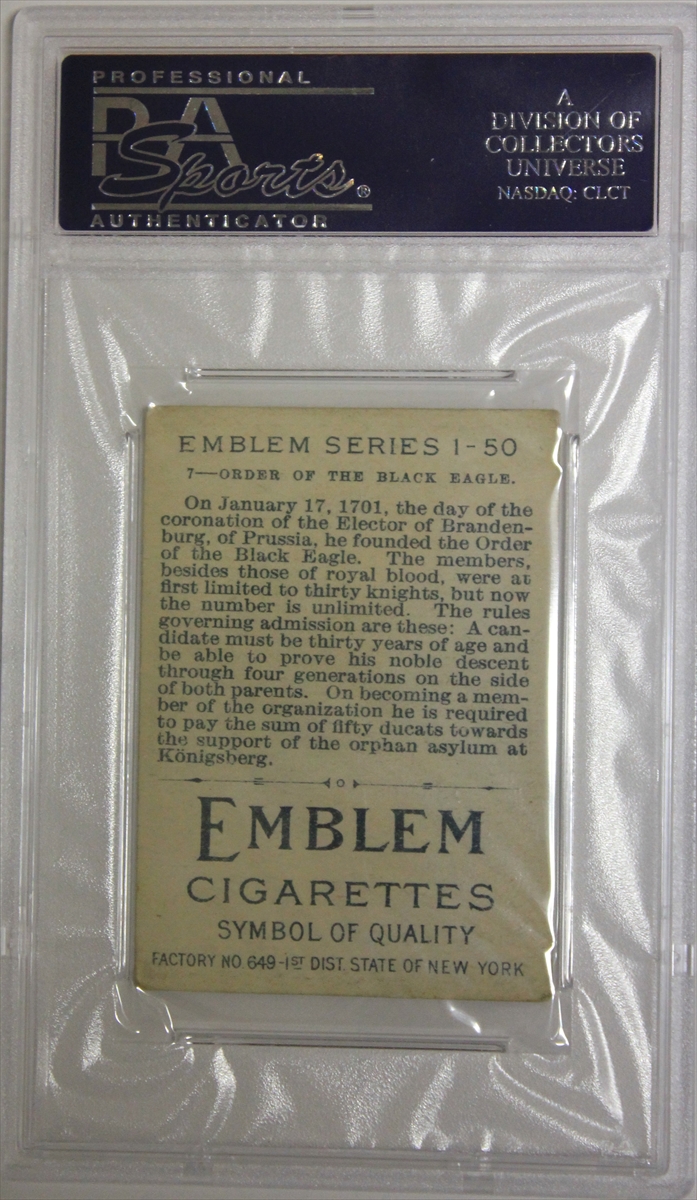 PROFESSIONAL
PSA
Sports®
AUTHENTICATOR
A
DIVISION OF
COLLECTORS
UNIVERSE
NASDAQ: CLCT
EMBLEM SERIES 1-50
7—ORDER OF THE BLACK EAGLE.
On January 17, 1701, the day of the
coronation of the Elector of Branden-
burg, of Prussia, he founded the Order
of the Black Eagle. The members,
besides those of royal blood, were at
first limited to thirty knights, but now
the number is unlimited. The rules
governing admission are these: A can-
didate must be thirty years of age and
be able to prove his noble descent
through four generations on the side
of both parents. On becoming a mem-
ber of the organization he is required
to pay the sum of fifty ducats towards
the support of the orphan asylum at
Königsberg.
EMBLEM
CIGARETTES
SYMBOL OF QUALITY
FACTORY NO. 649-1ST DIST. STATE OF NEW YORK